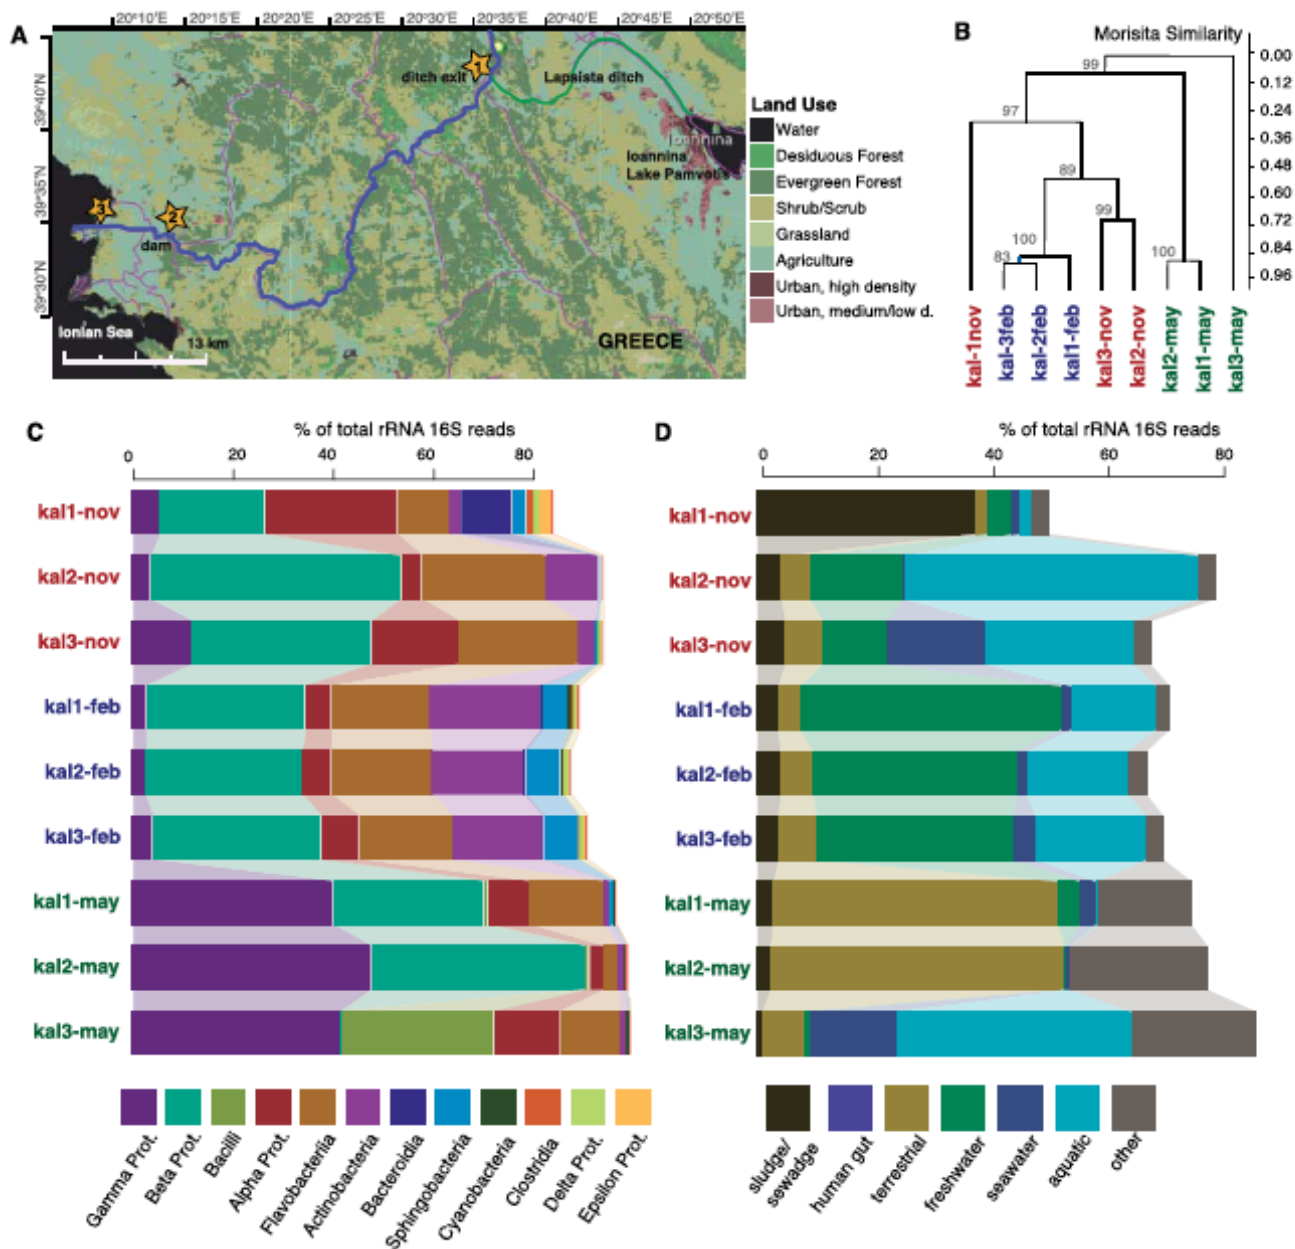 A
20°10'E 20°15'E 20°20'E 20°25'E 20°30'E 20°35'E 20°40'E 20°45'E 20°50'E
39°40'N
39°35'N
39°30'N
ditch exit
1
Lapsista ditch
Ioannina
Ioannina
Lake Pamvotis
3
2
dam
Ionian Sea
13 km
GREECE
Land Use
Water
Desiduous Forest
Evergreen Forest
Shrub/Scrub
Grassland
Agriculture
Urban, high density
Urban, medium/low d.
B
Morisita Similarity
0.00
0.12
0.24
0.36
0.48
0.60
0.72
0.84
0.96
99
97
89
99
100
83
100
kal-1nov
kal-3feb
kal-2feb
kal1-feb
kal3-nov
kal2-nov
kal2-may
kal1-may
kal3-may
C
% of total rRNA 16S reads
0 20 40 60 80
kal1-nov
kal2-nov
kal3-nov
kal1-feb
kal2-feb
kal3-feb
kal1-may
kal2-may
kal3-may
Gamma Prot.
Beta Prot.
Bacilli
Alpha Prot.
Flavobacteriia
Actinobacteria
Bacteroidia
Sphingobacteria
Cyanobacteria
Clostridia
Delta Prot.
Epsilon Prot.
D
% of total rRNA 16S reads
0 20 40 60 80
kal1-nov
kal2-nov
kal3-nov
kal1-feb
kal2-feb
kal3-feb
kal1-may
kal2-may
kal3-may
sludge/
sewadge
human gut
terrestrial
freshwater
seawater
aquatic
other